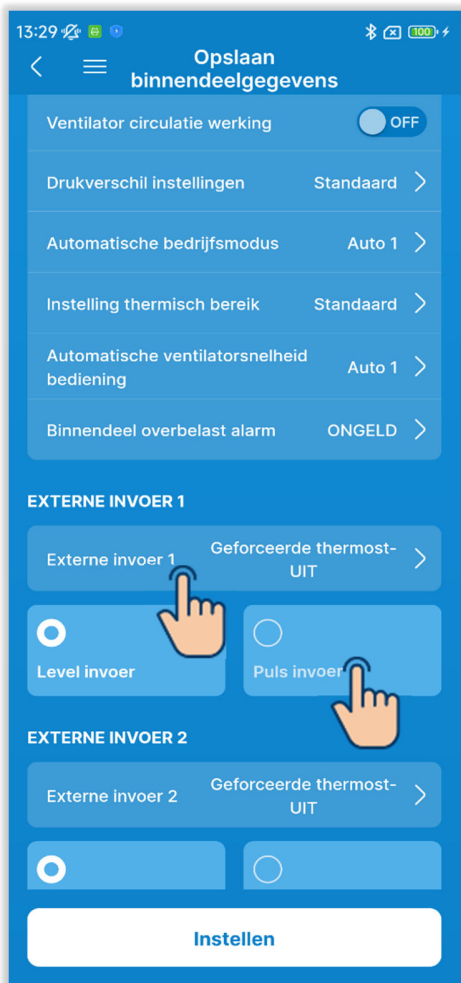 13:29 100
Opslaan
binnendeelgegevens
Ventilator circulatie werking OFF
Drukverschil instellingen Standaard
Automatische bedrijfsmodus Auto 1
Instelling thermisch bereik Standaard
Automatische ventilatorsnelheid
bediening Auto 1
Binnendeel overbelast alarm ONGELD
EXTERNE INVOER 1
Externe invoer 1 Geforceerde thermost-
UIT
Level invoer Puls invoer
EXTERNE INVOER 2
Externe invoer 2 Geforceerde thermost-
UIT
Instellen